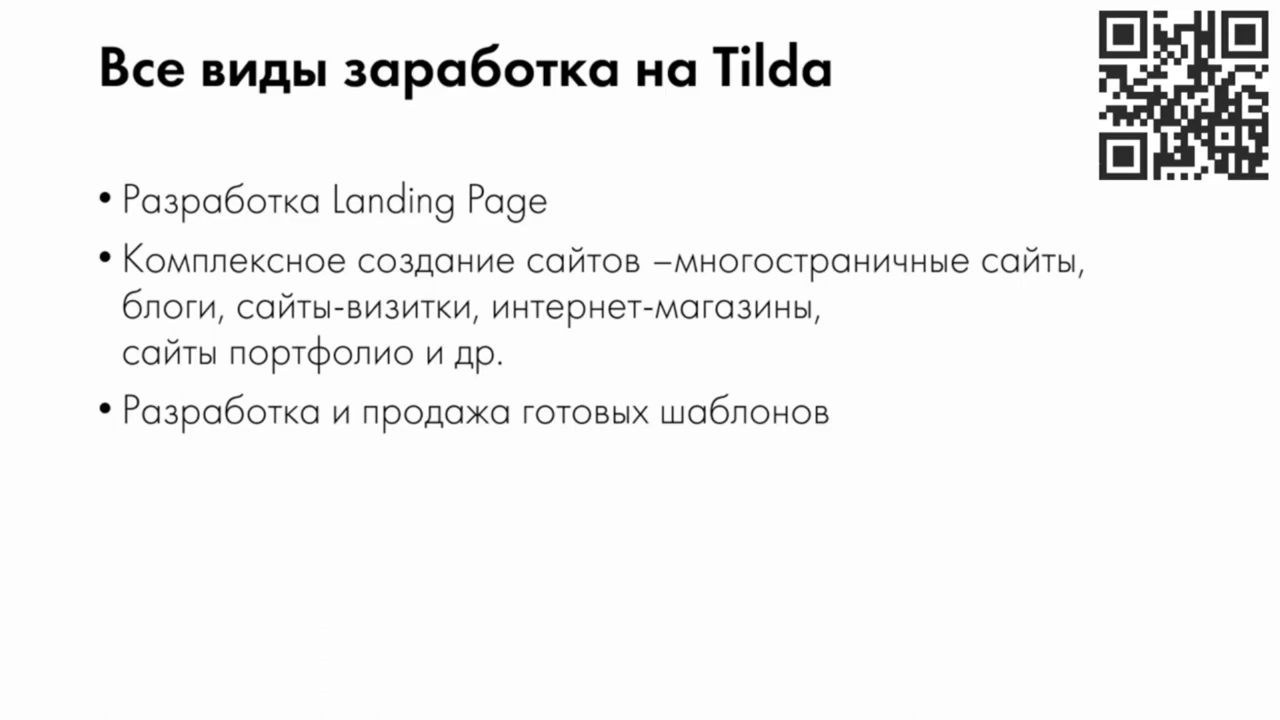 Все виды заработка на Tilda
• Разработка Landing Page
• Комплексное создание сайтов –многостраничные сайты,
блоги, сайты-визитки, интернет-магазины,
сайты портфолио и др.
• Разработка и продажа готовых шаблонов